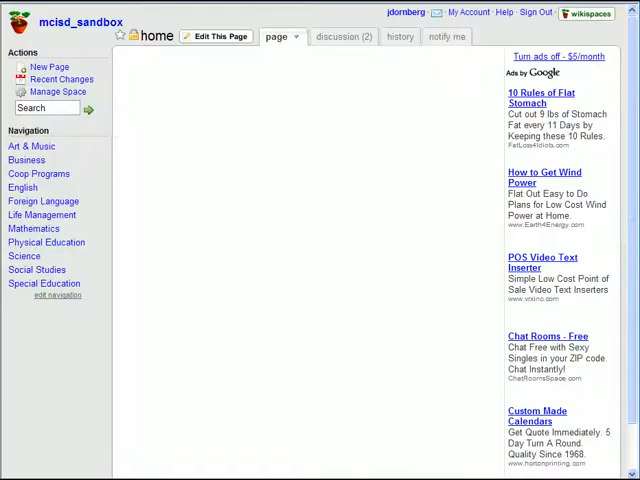 jdornberg · My Account · Help · Sign Out · wikispaces
mcisd_sandbox
home Edit This Page page discussion (2) history notify me
Actions
New Page
Recent Changes
Manage Space
Search
Navigation
Art & Music
Business
Coop Programs
English
Foreign Language
Life Management
Mathematics
Physical Education
Science
Social Studies
Special Education
edit navigation
Turn ads off - $5/month
Ads by Google
10 Rules of Flat
Stomach
Cut out 9 lbs of Stomach
Fat every 11 Days by
Keeping these 10 Rules.
FatLoss4Idiots.com
How to Get Wind
Power
Flat Out Easy to Do
Plans for Low Cost Wind
Power at Home.
www.Earth4Energy.com
POS Video Text
Inserter
Simple Low Cost Point of
Sale Video Text Inserters
www.vrxinc.com
Chat Rooms - Free
Chat Free with Sexy
Singles in your ZIP code.
Chat Instantly!
ChatRoomsSpace.com
Custom Made
Calendars
Get Quote Immediately. 5
Day Turn A Round.
Quality Since 1968.
www.hortonprinting.com